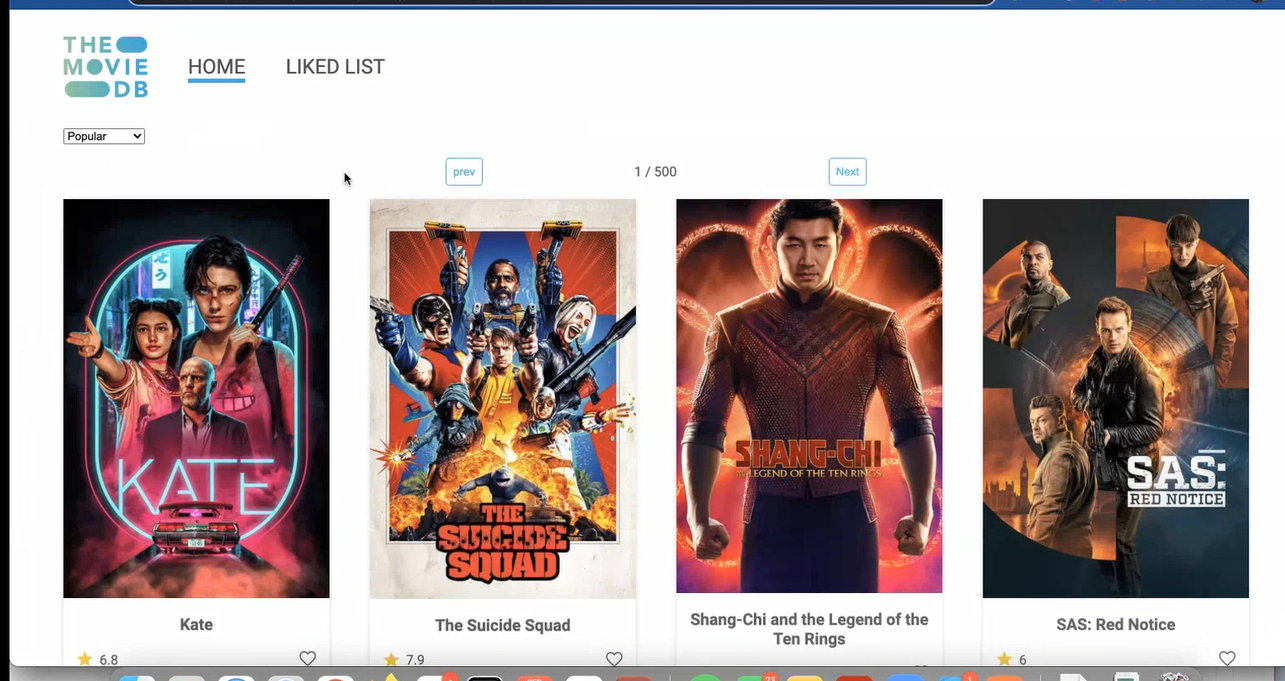 THE
MOVIE
DB
HOME
LIKED LIST
Popular
prev
1 / 500
Next
KATE
THE
SUICIDE
SQUAD
SHANG-CHI
LEGEND OF THE TEN RINGS
SAS:
RED NOTICE
Kate
The Suicide Squad
Shang-Chi and the Legend of the
Ten Rings
SAS: Red Notice
6.8
7.9
6
23
1